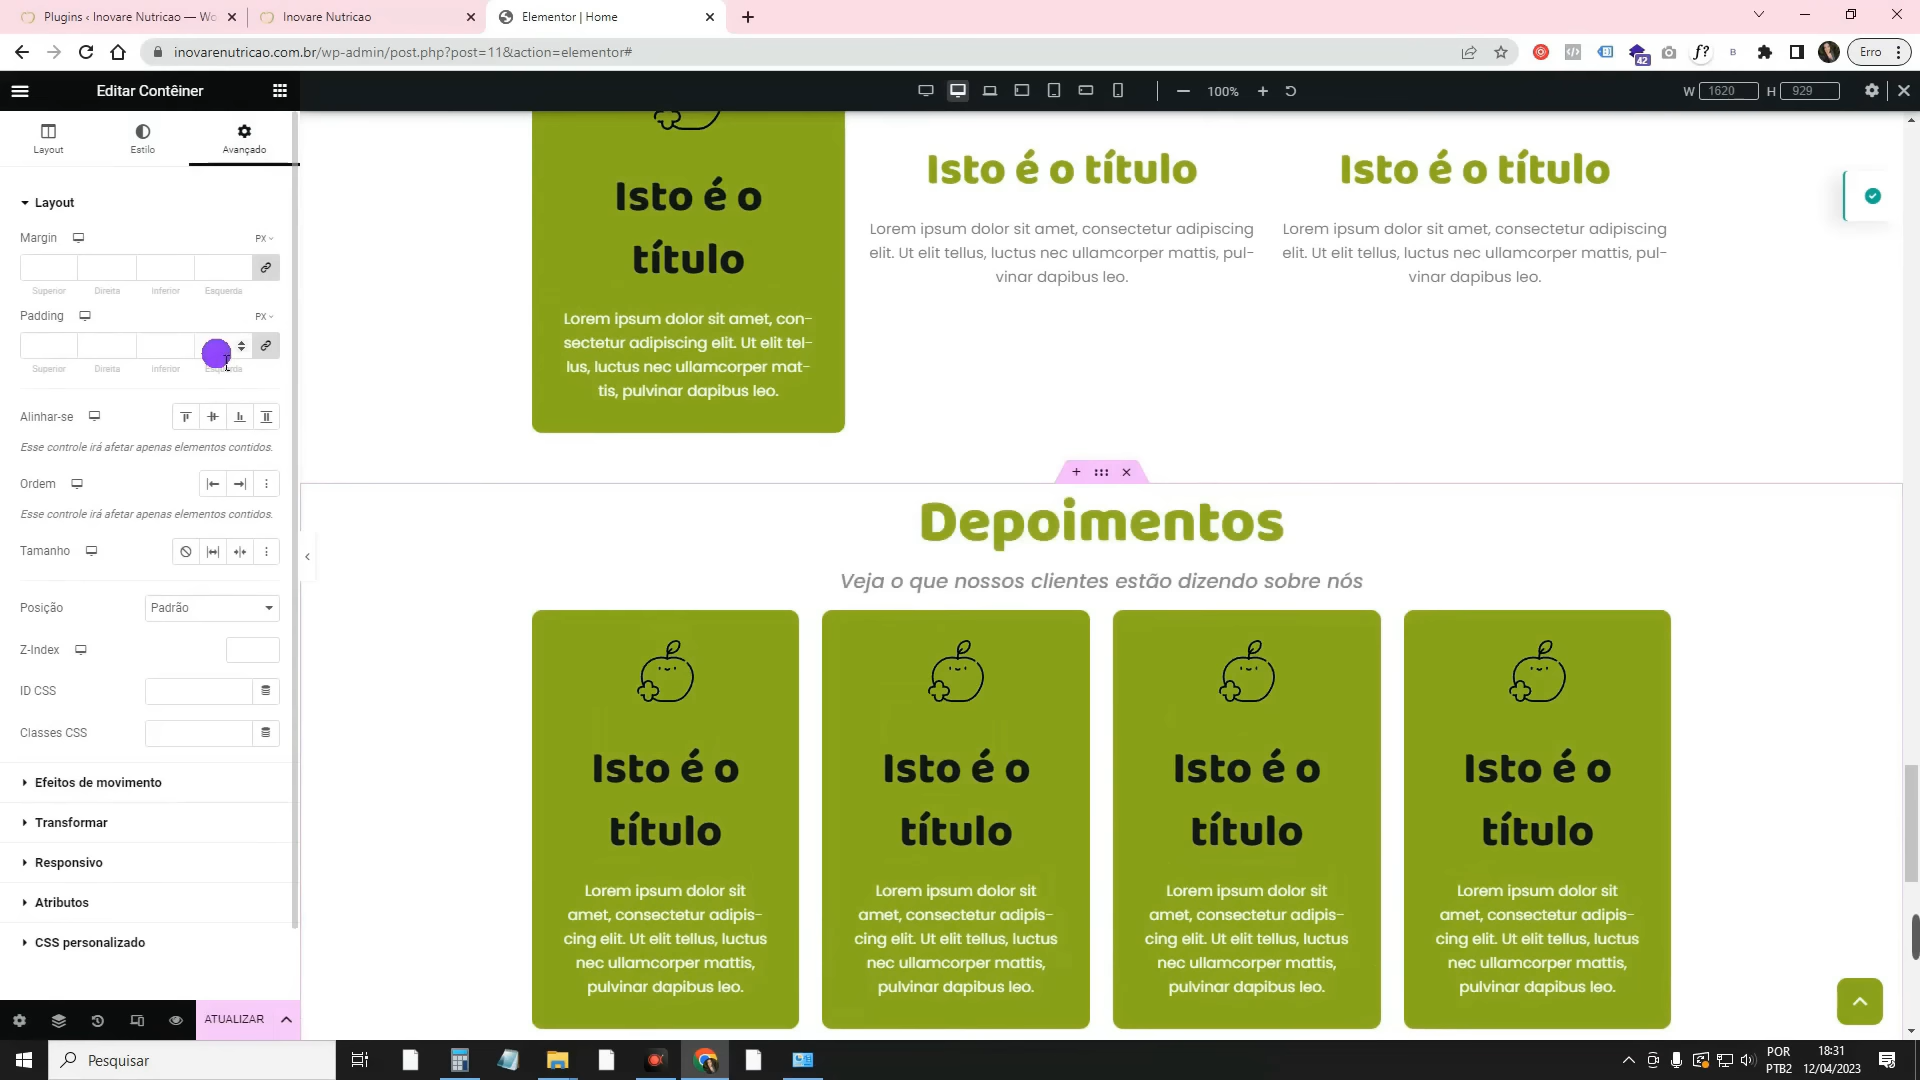 Plugins ‹ Inovare Nutricao — Wo
Inovare Nutricao
Elementor | Home
inovarenutricao.com.br/wp-admin/post.php?post=11&action=elementor#
42
f?
B
Erro
Editar Contêiner
100%
W 1620
H 929
Layout
Estilo
Avançado
Layout
Margin
PX
Superior
Direita
Inferior
Esquerda
Padding
PX
Superior
Direita
Inferior
Esquerda
Alinhar-se
Esse controle irá afetar apenas elementos contidos.
Ordem
Esse controle irá afetar apenas elementos contidos.
Tamanho
Posição
Padrão
Z-Index
ID CSS
Classes CSS
Efeitos de movimento
Transformar
Responsivo
Atributos
CSS personalizado
ATUALIZAR
Isto é o
título
Lorem ipsum dolor sit amet, con-
sectetur adipiscing elit. Ut elit tel-
lus, luctus nec ullamcorper mat-
tis, pulvinar dapibus leo.
Isto é o título
Lorem ipsum dolor sit amet, consectetur adipiscing
elit. Ut elit tellus, luctus nec ullamcorper mattis, pul-
vinar dapibus leo.
Isto é o título
Lorem ipsum dolor sit amet, consectetur adipiscing
elit. Ut elit tellus, luctus nec ullamcorper mattis, pul-
vinar dapibus leo.
Depoimentos
Veja o que nossos clientes estão dizendo sobre nós
Isto é o
título
Lorem ipsum dolor sit
amet, consectetur adipis-
cing elit. Ut elit tellus, luctus
nec ullamcorper mattis,
pulvinar dapibus leo.
Isto é o
título
Lorem ipsum dolor sit
amet, consectetur adipis-
cing elit. Ut elit tellus, luctus
nec ullamcorper mattis,
pulvinar dapibus leo.
Isto é o
título
Lorem ipsum dolor sit
amet, consectetur adipis-
cing elit. Ut elit tellus, luctus
nec ullamcorper mattis,
pulvinar dapibus leo.
Isto é o
título
Lorem ipsum dolor sit
amet, consectetur adipis-
cing elit. Ut elit tellus, luctus
nec ullamcorper mattis,
pulvinar dapibus leo.
Pesquisar
POR
PTB2
18:31
12/04/2023